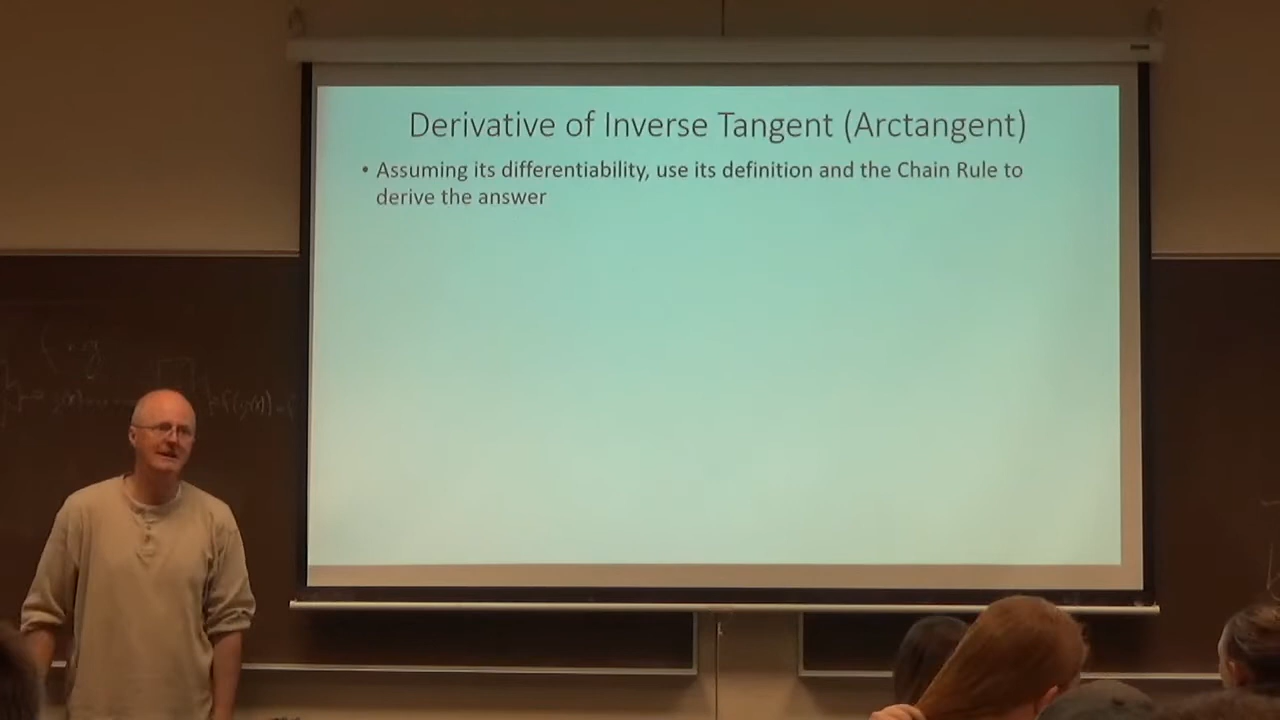 Derivative of Inverse Tangent (Arctangent)
• Assuming its differentiability, use its definition and the Chain Rule to
derive the answer